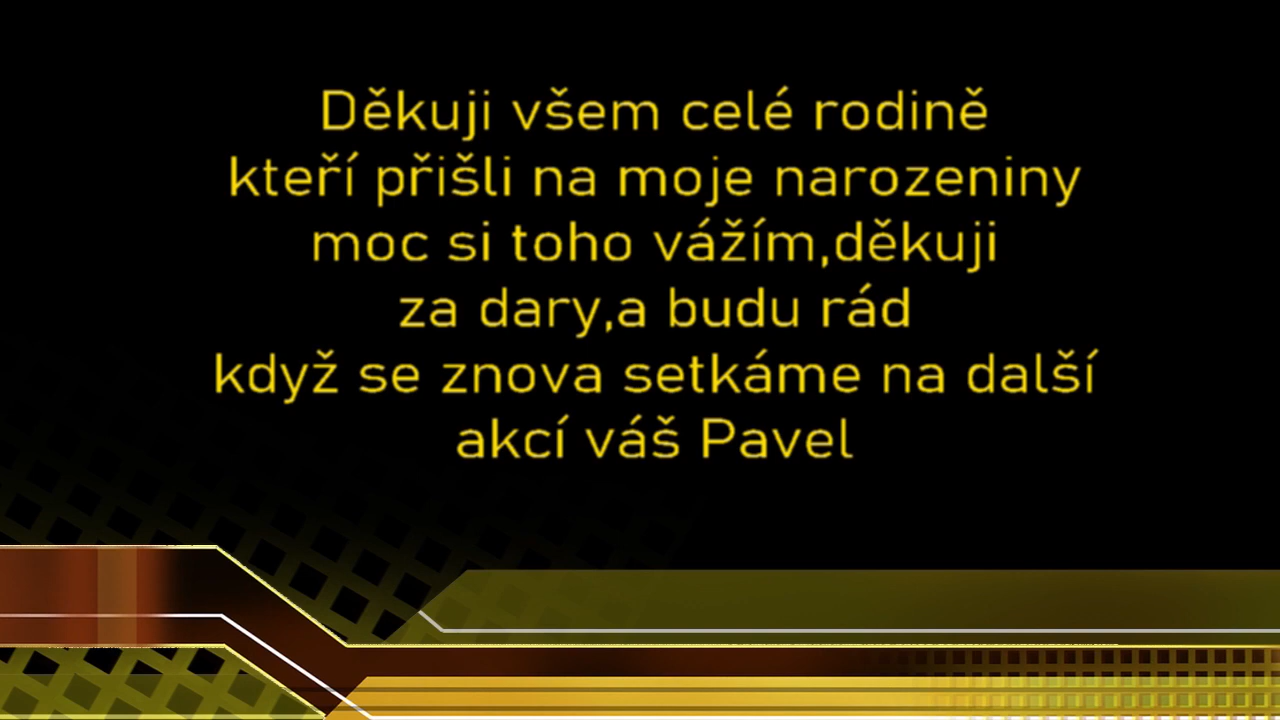 Děkuji všem celé rodině
kteří přišli na moje narozeniny
moc si toho vážím,děkuji
za dary,a budu rád
když se znova setkáme na další
akcí váš Pavel